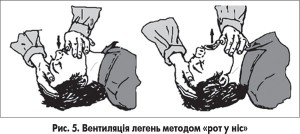 Рис. 5. Вентиляція легень методом «рот у ніс»